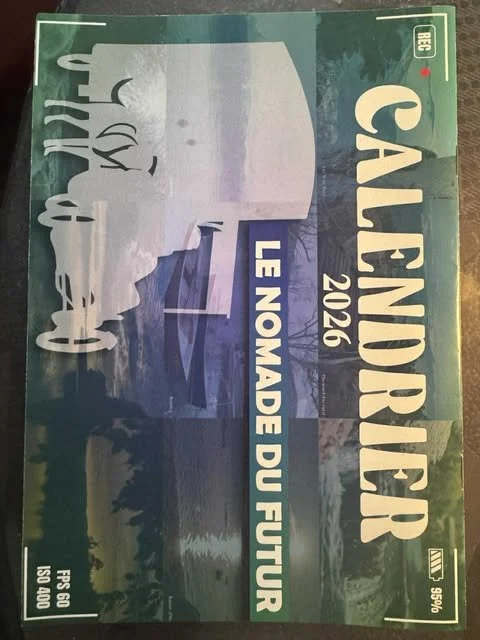 REC
CALENDRIER
2026
LE NOMADE DU FUTUR
95%
FPS 60
ISO 400